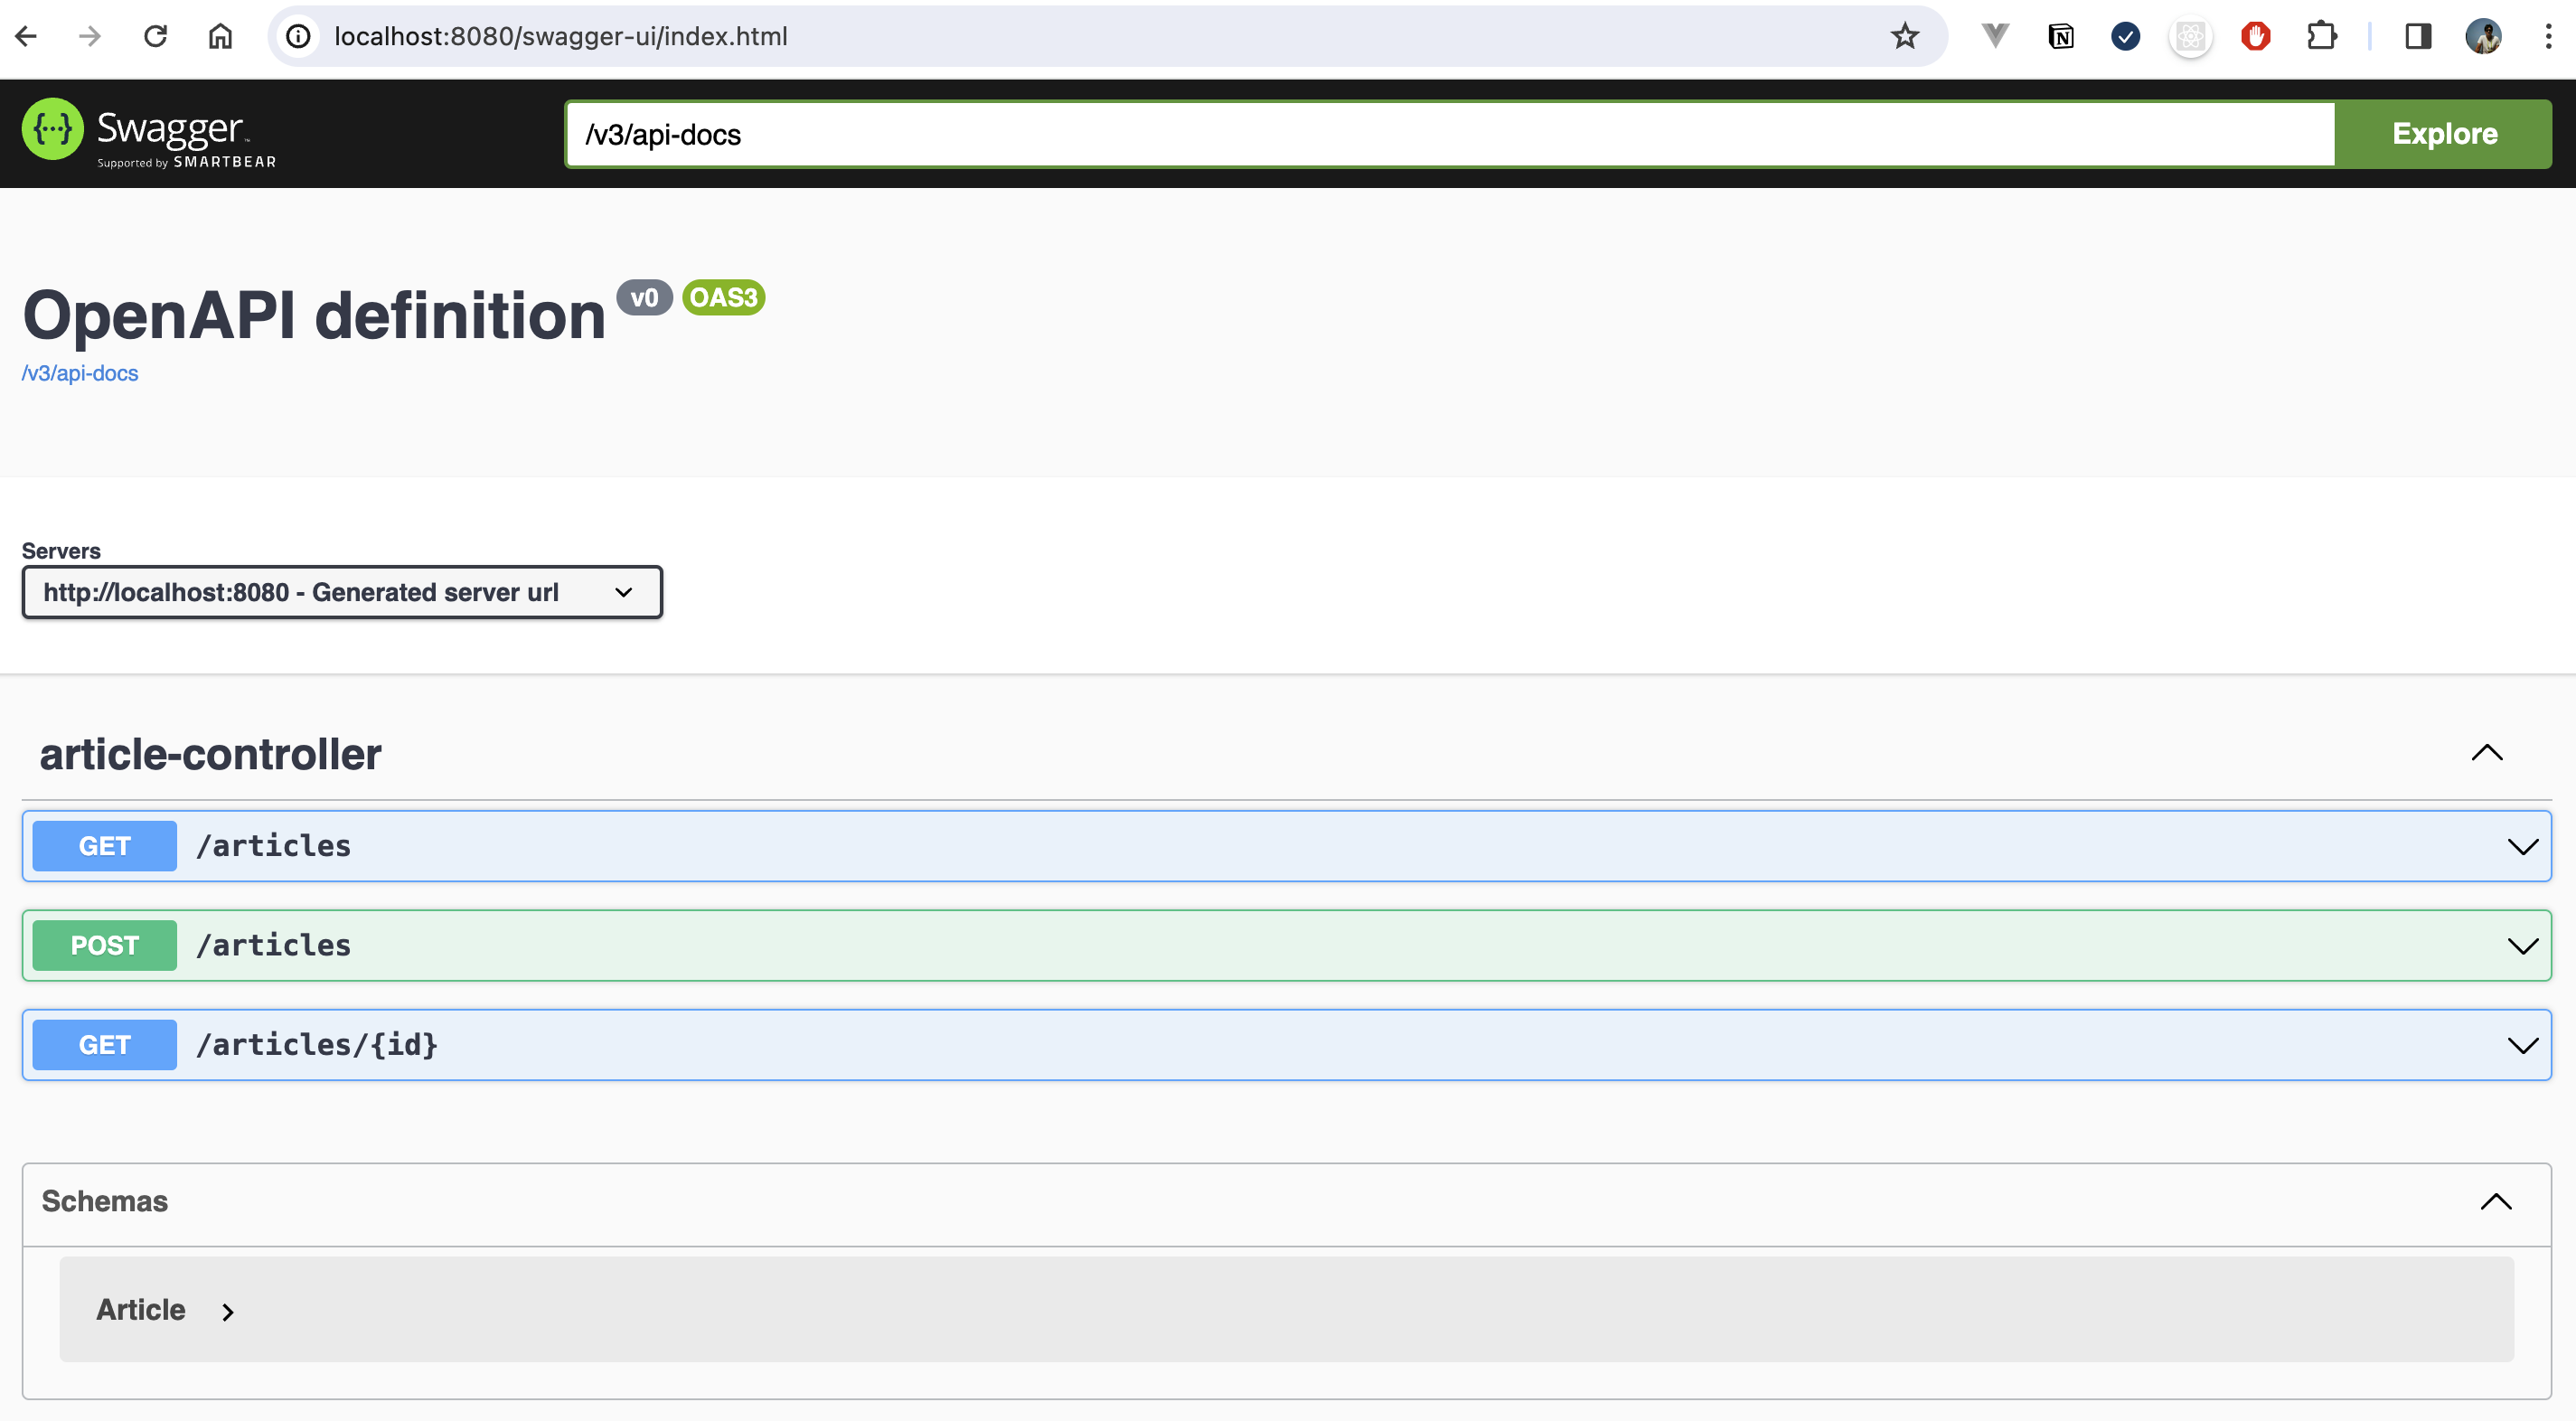 localhost:8080/swagger-ui/index.html
Swagger™
Supported by SMARTBEAR
/v3/api-docs
Explore
OpenAPI definition v0 OAS3
/v3/api-docs
Servers
http://localhost:8080 - Generated server url
article-controller
GET /articles
POST /articles
GET /articles/{id}
Schemas
Article